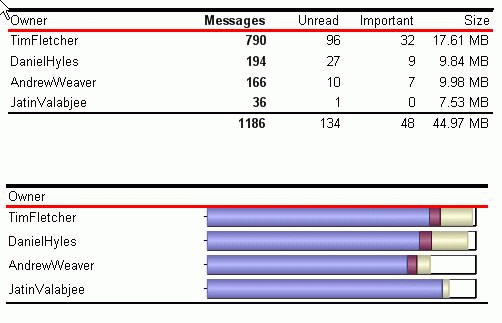 Owner Messages Unread Important Size
TimFletcher 790 96 32 17.61 MB
DanielHyles 194 27 9 9.84 MB
AndrewWeaver 166 10 7 9.98 MB
JatinValabjee 36 1 0 7.53 MB
1186 134 48 44.97 MB
Owner
TimFletcher
DanielHyles
AndrewWeaver
JatinValabjee